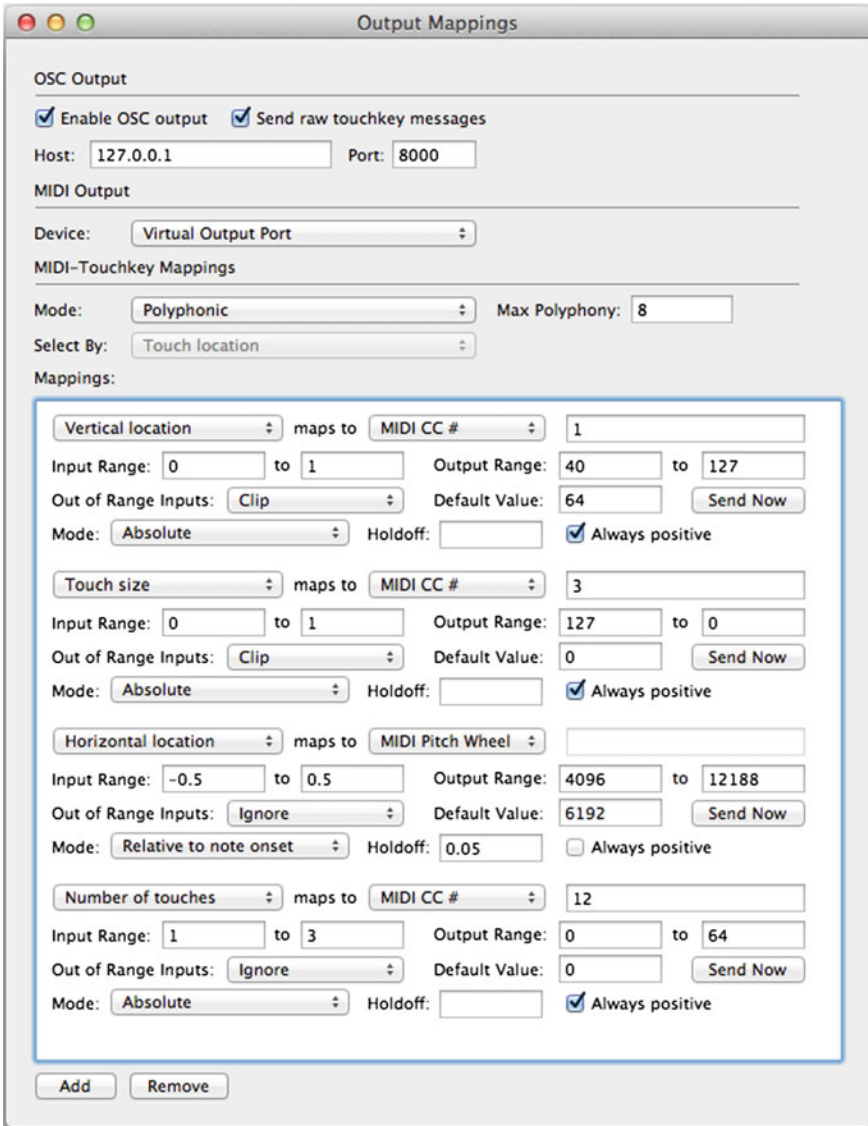 Output Mappings
OSC Output
Enable OSC output Send raw touchkey messages
Host: 127.0.0.1 Port: 8000
MIDI Output
Device: Virtual Output Port
MIDI-Touchkey Mappings
Mode: Polyphonic Max Polyphony: 8
Select By: Touch location
Mappings:
Vertical location maps to MIDI CC # 1
Input Range: 0 to 1 Output Range: 40 to 127
Out of Range Inputs: Clip Default Value: 64 Send Now
Mode: Absolute Holdoff: Always positive
Touch size maps to MIDI CC # 3
Input Range: 0 to 1 Output Range: 127 to 0
Out of Range Inputs: Clip Default Value: 0 Send Now
Mode: Absolute Holdoff: Always positive
Horizontal location maps to MIDI Pitch Wheel
Input Range: -0.5 to 0.5 Output Range: 4096 to 12188
Out of Range Inputs: Ignore Default Value: 6192 Send Now
Mode: Relative to note onset Holdoff: 0.05 Always positive
Number of touches maps to MIDI CC # 12
Input Range: 1 to 3 Output Range: 0 to 64
Out of Range Inputs: Ignore Default Value: 0 Send Now
Mode: Absolute Holdoff: Always positive
Add Remove